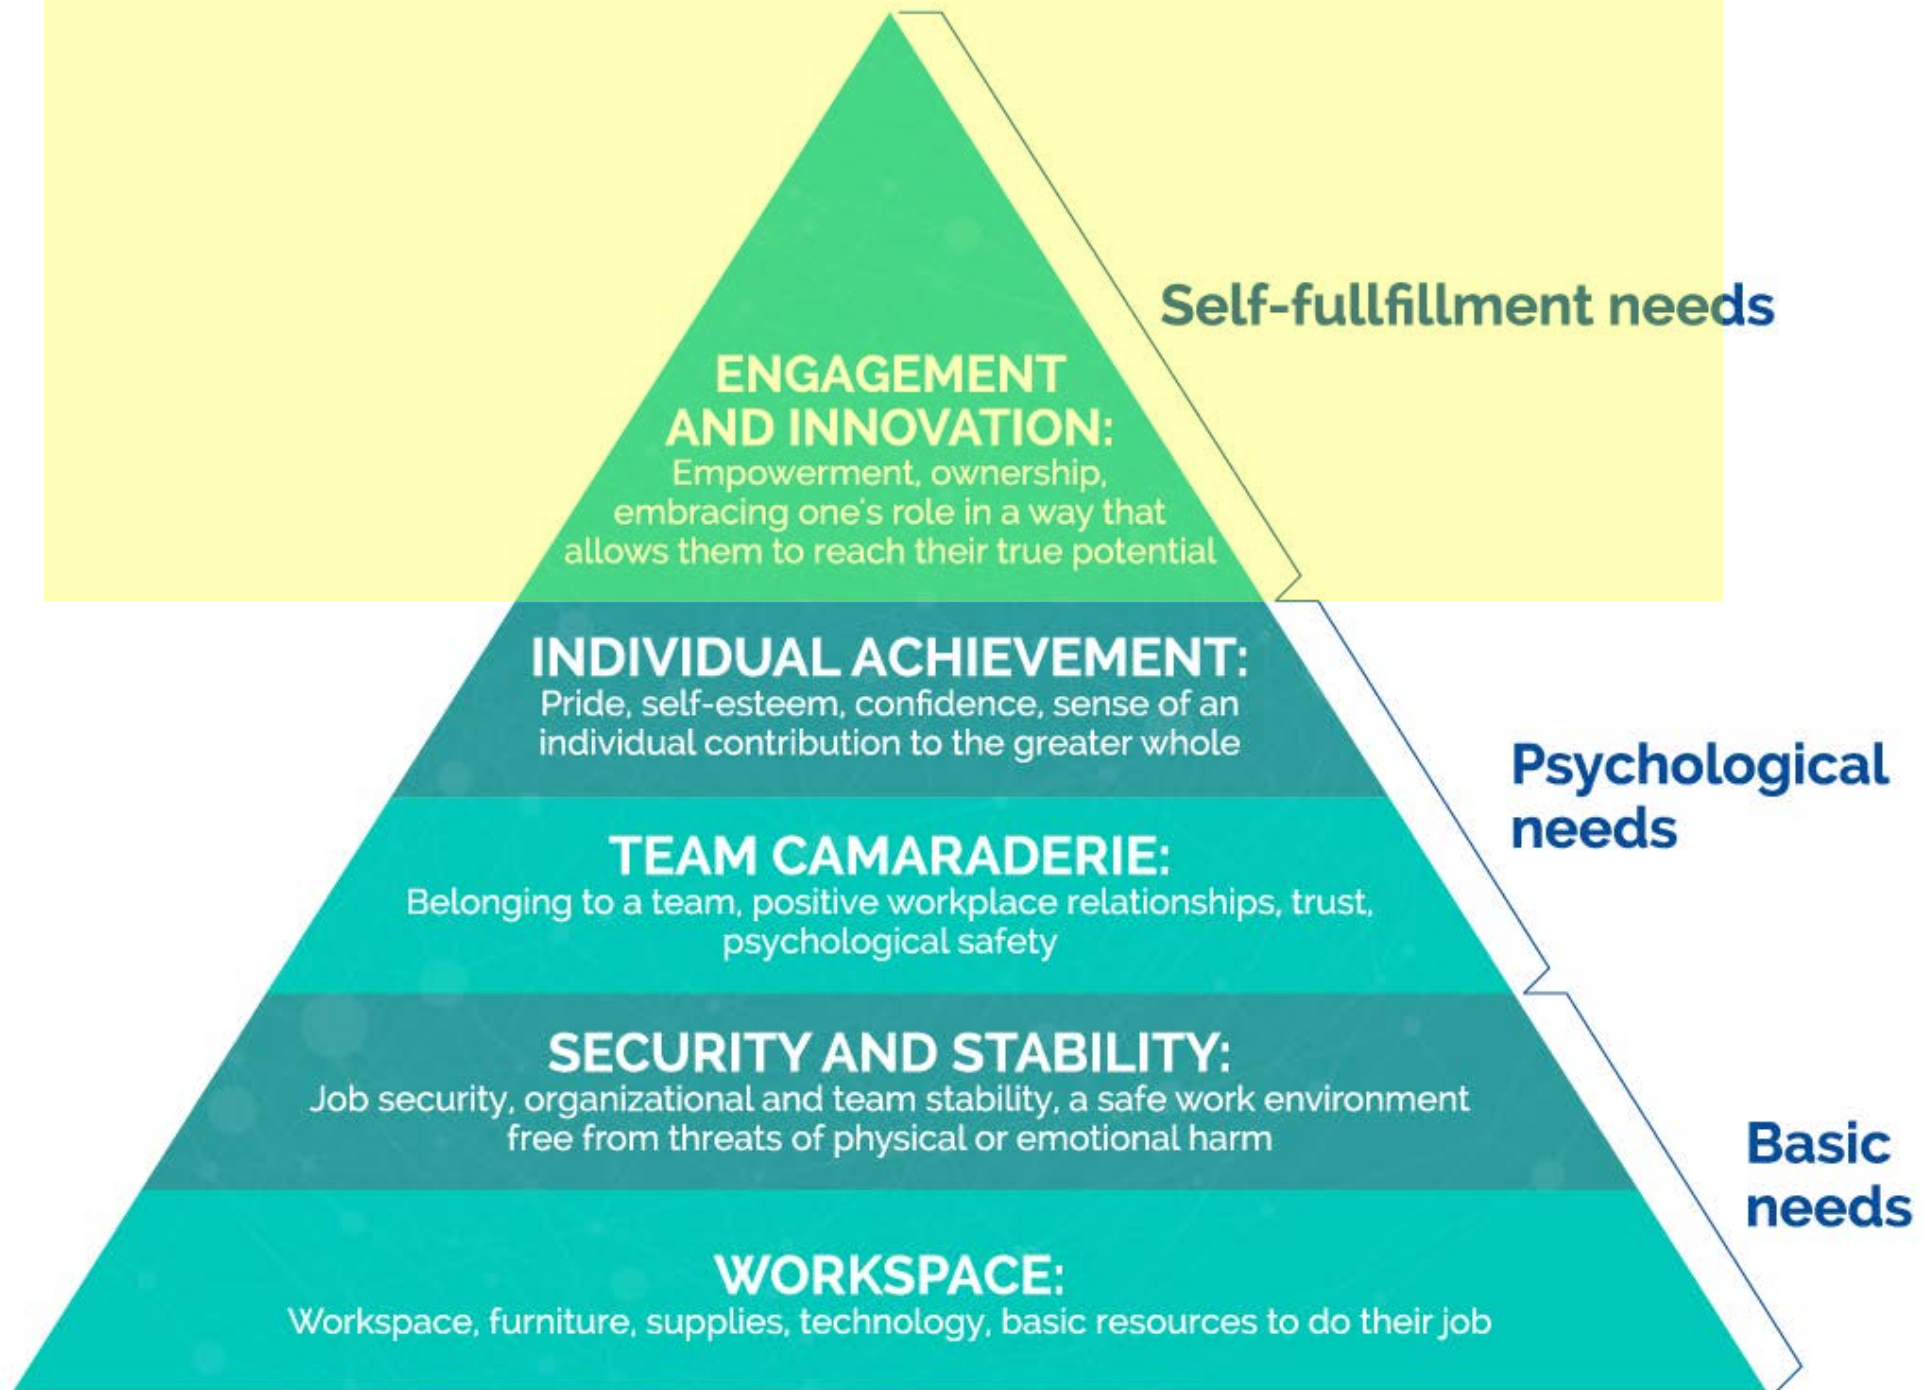 Self-fullfillment needs
ENGAGEMENT
AND INNOVATION:
Empowerment, ownership,
embracing one's role in a way that
allows them to reach their true potential
INDIVIDUAL ACHIEVEMENT:
Pride, self-esteem, confidence, sense of an
individual contribution to the greater whole
Psychological
needs
TEAM CAMARADERIE:
Belonging to a team, positive workplace relationships, trust,
psychological safety
SECURITY AND STABILITY:
Job security, organizational and team stability, a safe work environment
free from threats of physical or emotional harm
Basic
needs
WORKSPACE:
Workspace, furniture, supplies, technology, basic resources to do their job